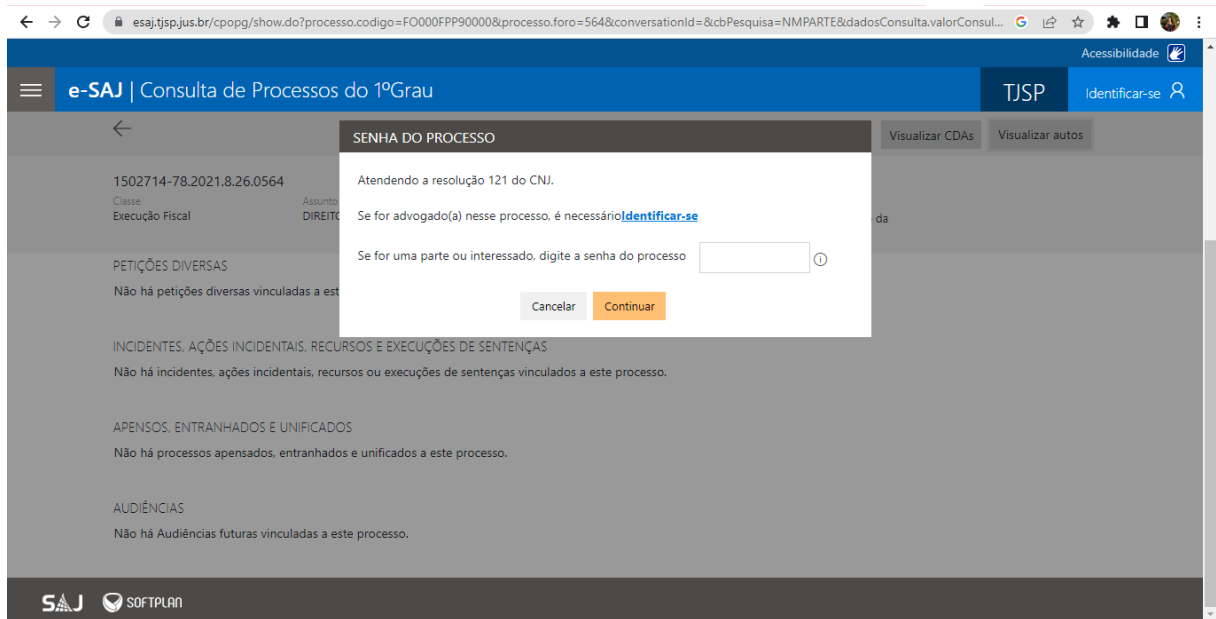 esaj.tjsp.jus.br/cpopg/show.do?processo.codigo=FO000FPP90000&processo.foro=564&conversationId=&cbPesquisa=NMPARTE&dadosConsulta.valorConsul...
Acessibilidade
e-SAJ | Consulta de Processos do 1ºGrau
TJSP
Identificar-se
SENHA DO PROCESSO
Visualizar CDAs
Visualizar autos
Atendendo a resolução 121 do CNJ.
1502714-78.2021.8.26.0564
Classe
Assunto
Execução Fiscal
DIREITO
da
Se for advogado(a) nesse processo, é necessárioIdentificar-se
Se for uma parte ou interessado, digite a senha do processo
Cancelar
Continuar
PETIÇÕES DIVERSAS
Não há petições diversas vinculadas a est
INCIDENTES, AÇÕES INCIDENTAIS, RECURSOS E EXECUÇÕES DE SENTENÇAS
Não há incidentes, ações incidentais, recursos ou execuções de sentenças vinculados a este processo.
APENSOS, ENTRANHADOS E UNIFICADOS
Não há processos apensados, entranhados e unificados a este processo.
AUDIÊNCIAS
Não há Audiências futuras vinculadas a este processo.
SAJ
SOFTPLAN